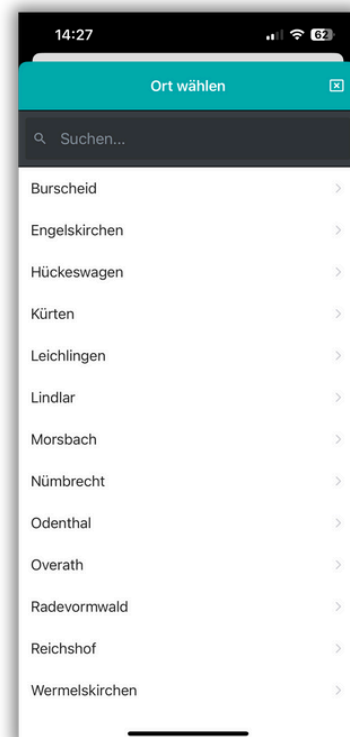 14:27
62
Ort wählen
Suchen...
Burscheid
Engelskirchen
Hückeswagen
Kürten
Leichlingen
Lindlar
Morsbach
Nümbrecht
Odenthal
Overath
Radevormwald
Reichshof
Wermelskirchen